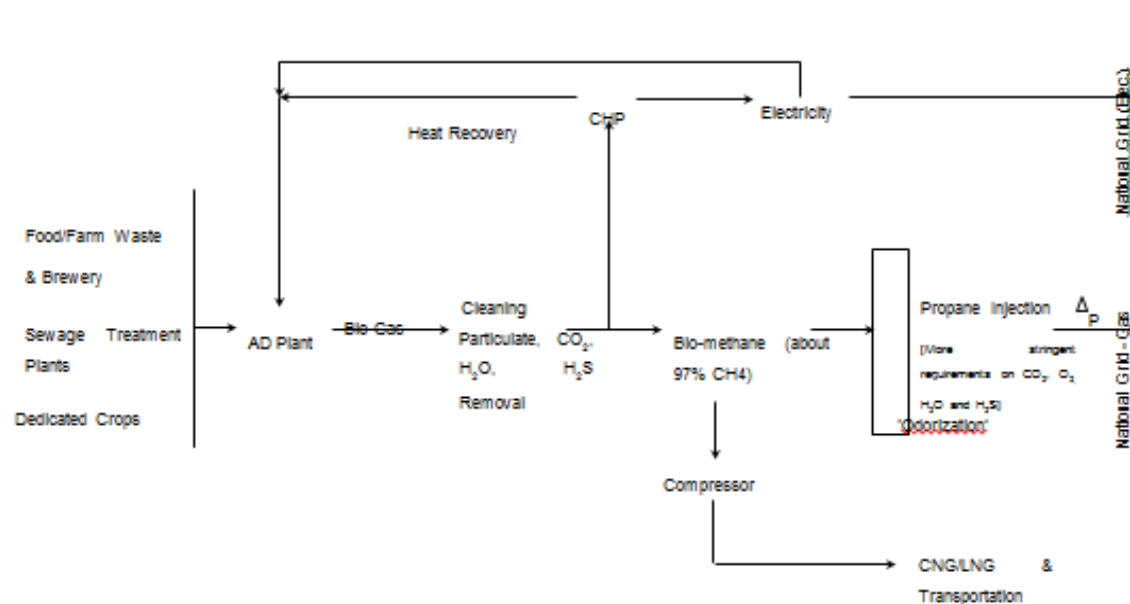 National Grid (Elec.)
CHP
Electricity
Heat Recovery
Food/Farm Waste
& Brewery
Sewage Treatment
Plants
Dedicated Crops
AD Plant
Bio Gas
Cleaning
Particulate, CO2,
H2O, H2S
Removal
Bio-methane (about
97% CH4)
Propane Injection ΔP
[More stringent
requirements on CO2, O2,
H2O and H2S]
'Odorization'
National Grid - Gas
Compressor
CNG/LNG &
Transportation